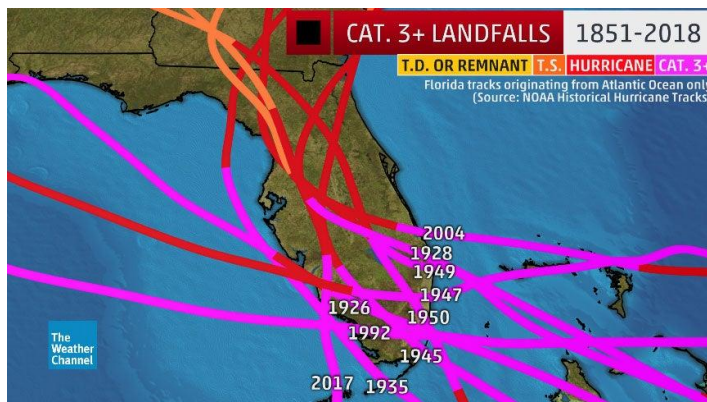 CAT. 3+ LANDFALLS 1851-2018
T.D. OR REMNANT T.S. HURRICANE CAT. 3+
Florida tracks originating from Atlantic Ocean only
(Source: NOAA Historical Hurricane Tracks
2004
1928
1949
1947
1926
1950
1992
1945
2017
1935
The
Weather
Channel